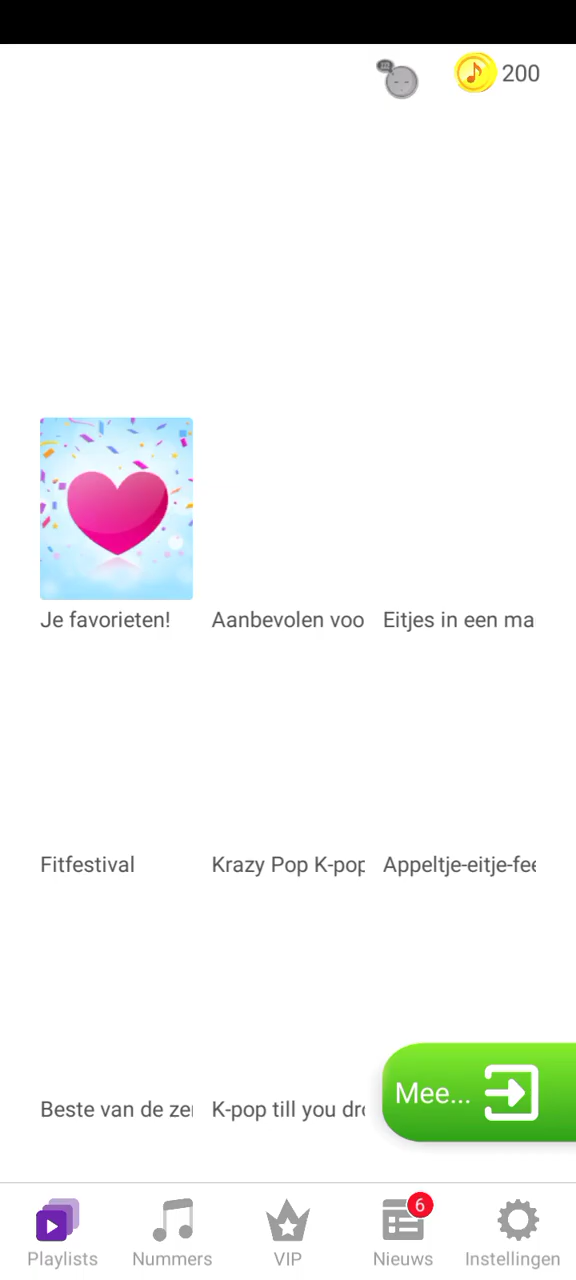 200
Je favorieten!
Aanbevolen voo
Eitjes in een ma
Fitfestival
Krazy Pop K-pop
Appeltje-eitje-fee
Beste van de ze
K-pop till you dro
Mee...
6
Playlists
Nummers
VIP
Nieuws
Instellingen